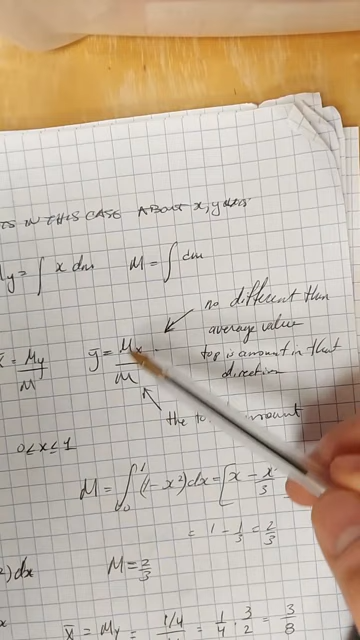 IN THIS CASE ABOUT x, y
My = ∫ x dm M = ∫ dm
no different than
average value
top is amount in that
direction
x̄ = My/M ȳ = Mx/M
the amount
0 < x ≤ 1
M = ∫₀¹ (1 - x²) dx = [x - x³/3
= 1 - 1/3 = 2/3
²) dx M = 2/3
x̄ = My = 1/4 = 1/4 · 3/2 = 3/8